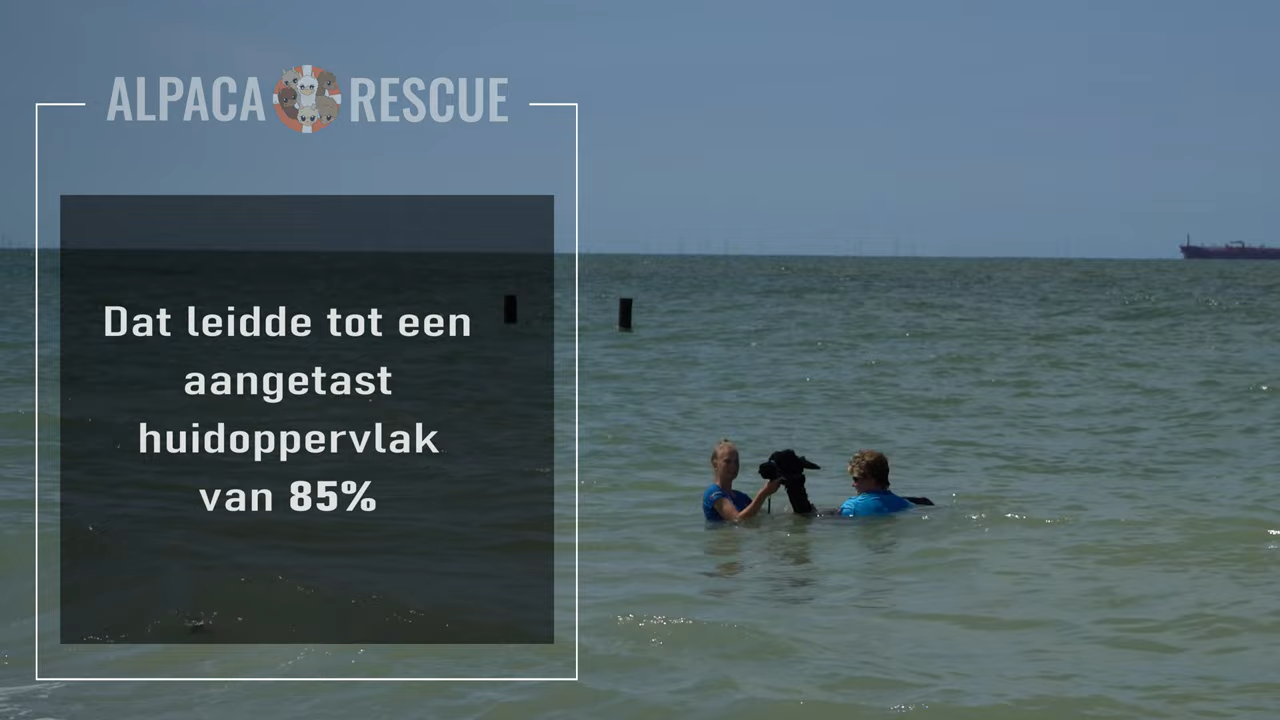 ALPACA RESCUE
Dat leidde tot een
aangetast
huidoppervlak
van 85%